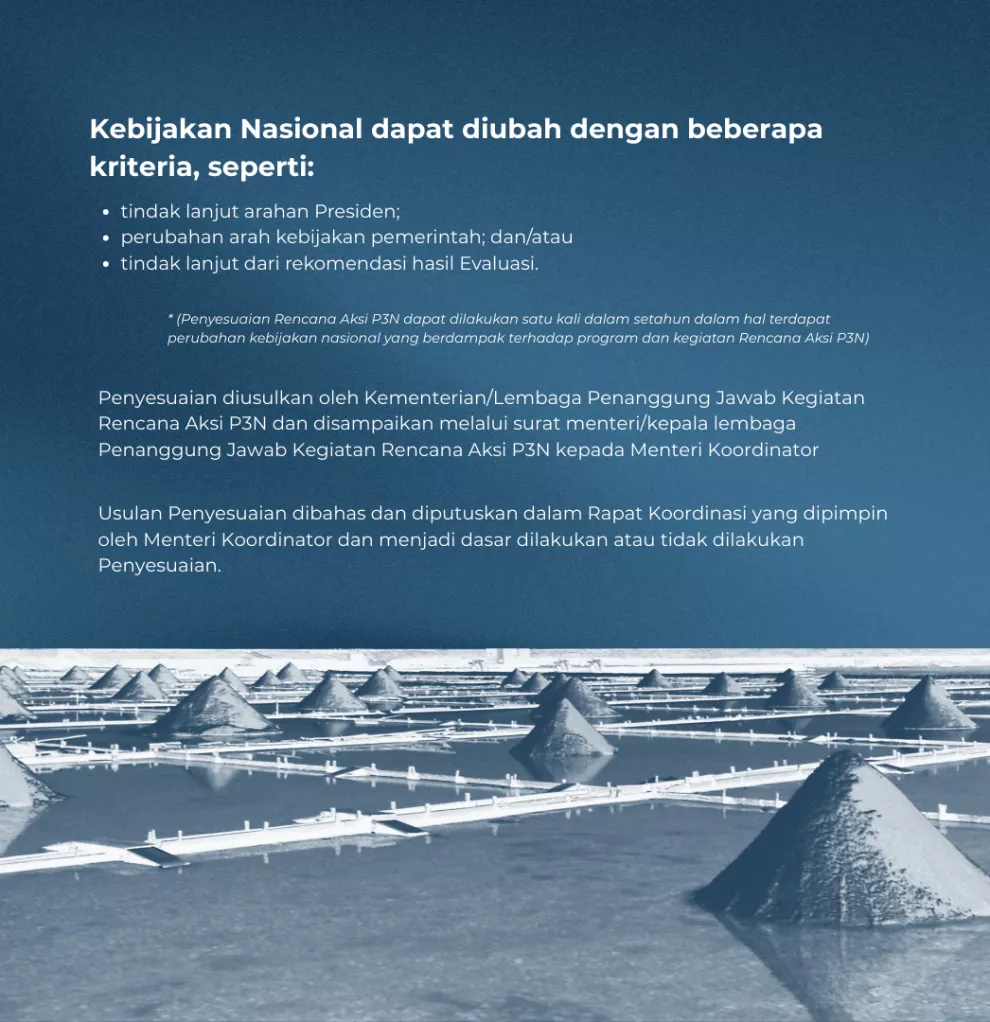 Kebijakan Nasional dapat diubah dengan beberapa
kriteria, seperti:
• tindak lanjut arahan Presiden;
• perubahan arah kebijakan pemerintah; dan/atau
• tindak lanjut dari rekomendasi hasil Evaluasi.
* (Penyesuaian Rencana Aksi P3N dapat dilakukan satu kali dalam setahun dalam hal terdapat
perubahan kebijakan nasional yang berdampak terhadap program dan kegiatan Rencana Aksi P3N)
Penyesuaian diusulkan oleh Kementerian/Lembaga Penanggung Jawab Kegiatan
Rencana Aksi P3N dan disampaikan melalui surat menteri/kepala lembaga
Penanggung Jawab Kegiatan Rencana Aksi P3N kepada Menteri Koordinator
Usulan Penyesuaian dibahas dan diputuskan dalam Rapat Koordinasi yang dipimpin
oleh Menteri Koordinator dan menjadi dasar dilakukan atau tidak dilakukan
Penyesuaian.